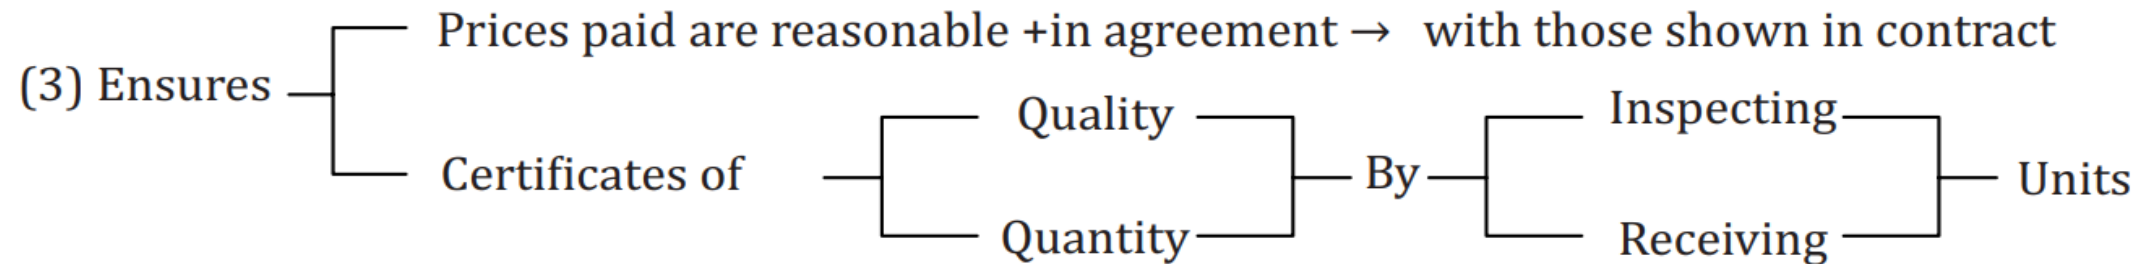 Prices paid are reasonable +in agreement → with those shown in contract
(3) Ensures
Certificates of
Quality
Quantity
By
Inspecting
Receiving
Units